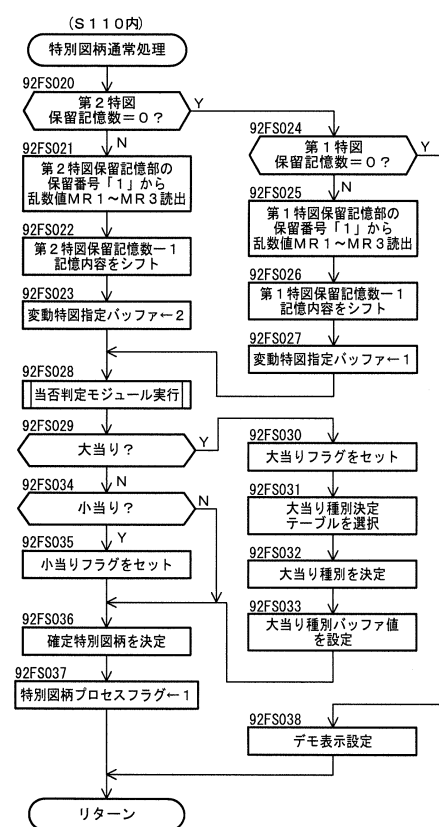 (S110内)
特別図柄通常処理
92FS020
第2特図
保留記憶数=0?
Y
N
92FS021
第2特図保留記憶部の
保留番号「1」から
乱数値MR1~MR3読出
92FS022
第2特図保留記憶数ー1
記憶内容をシフト
92FS023
変動特図指定バッファ←2
92FS024
第1特図
保留記憶数=0?
Y
N
92FS025
第1特図保留記憶部の
保留番号「1」から
乱数値MR1~MR3読出
92FS026
第1特図保留記憶数ー1
記憶内容をシフト
92FS027
変動特図指定バッファ←1
92FS028
当否判定モジュール実行
92FS029
大当り?
Y
N
92FS030
大当りフラグをセット
92FS031
大当り種別決定
テーブルを選択
92FS032
大当り種別を決定
92FS033
大当り種別バッファ値
を設定
92FS034
小当り?
N
Y
92FS035
小当りフラグをセット
92FS036
確定特別図柄を決定
92FS037
特別図柄プロセスフラグ←1
92FS038
デモ表示設定
リターン